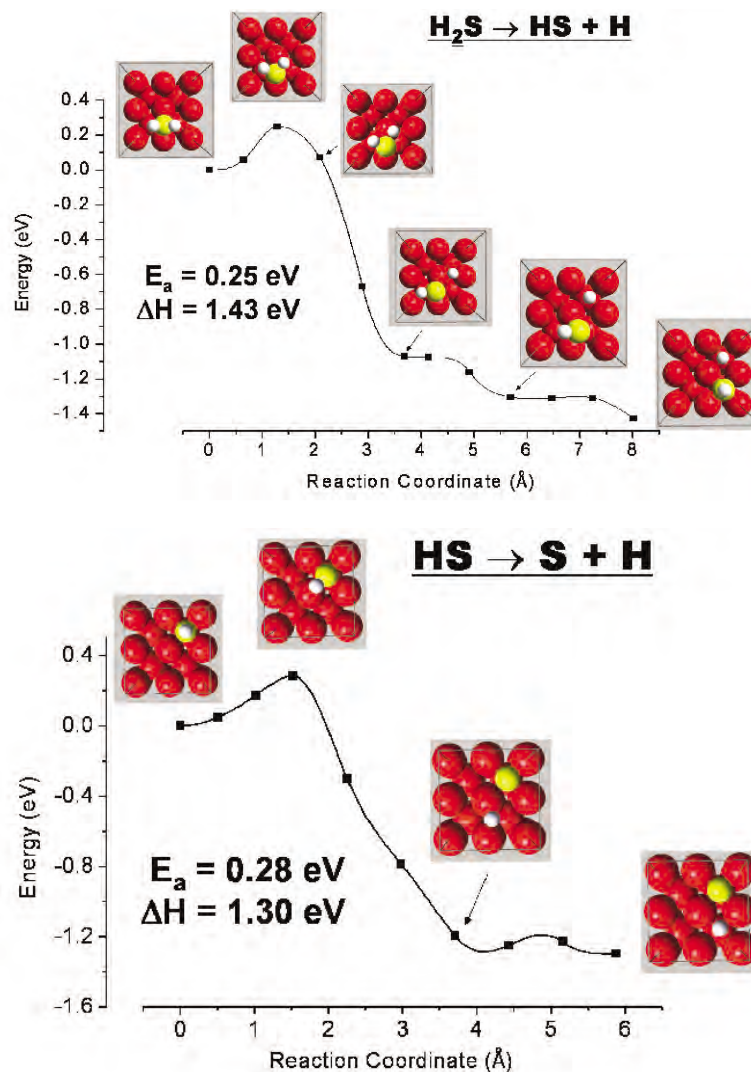 H₂S → HS + H
0.4
0.2
0.0
-0.2
-0.4
-0.6
-0.8
-1.0
-1.2
-1.4
Energy (eV)
Eₐ = 0.25 eV
ΔH = 1.43 eV
0 1 2 3 4 5 6 7 8
Reaction Coordinate (Å)
HS → S + H
0.4
0.0
-0.4
-0.8
-1.2
-1.6
Energy (eV)
Eₐ = 0.28 eV
ΔH = 1.30 eV
0 1 2 3 4 5 6
Reaction Coordinate (Å)